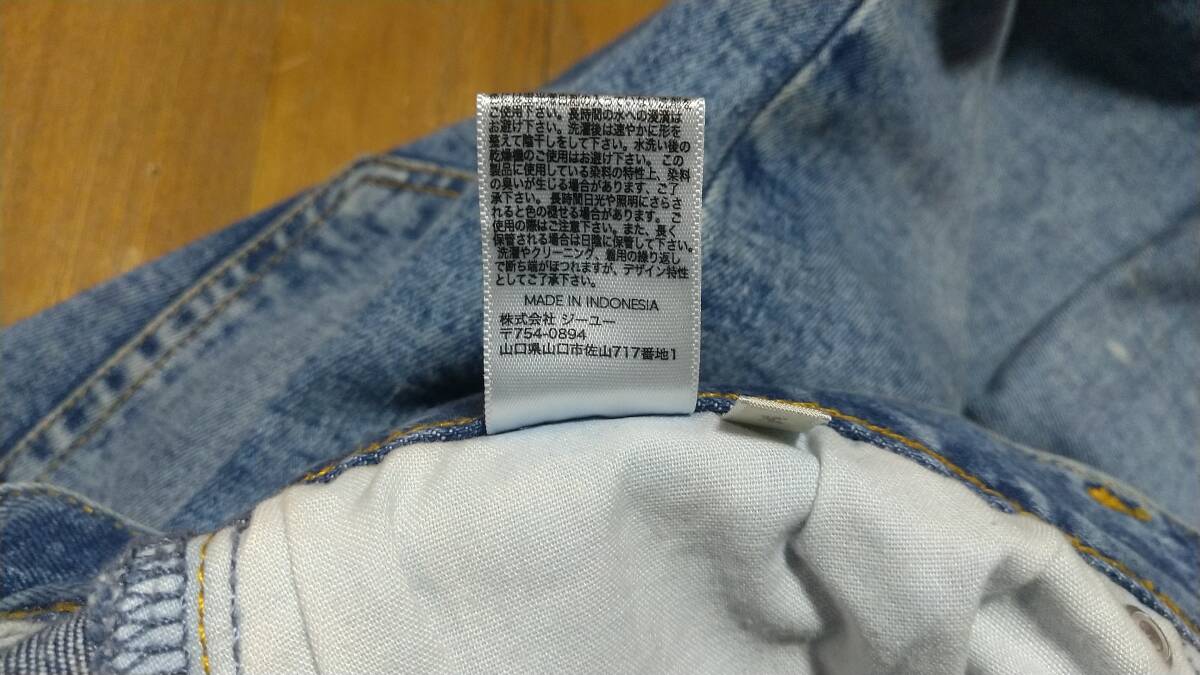 ご使用下さい。長時間の水への浸漬は
お避け下さい。洗濯後は速やかに形を
整えて陰干しをして下さい。水洗い後の
乾燥機のご使用はお避け下さい。この
製品に使用している染料の特性上、染料
の臭いが生じる場合があります、ご了
承下さい。長時間日光や照明にさらさ
れると色の褪せる場合があります。ご
使用の際はご注意下さい。また、長く
保管される場合は日陰に保管して下さい。
洗濯やクリーニング、着用の繰り返し
で断ち端がほつれますが、デザイン特性
としてご了承下さい。
MADE IN INDONESIA
株式会社 ジーユー
〒754-0894
山口県山口市佐山717番地1